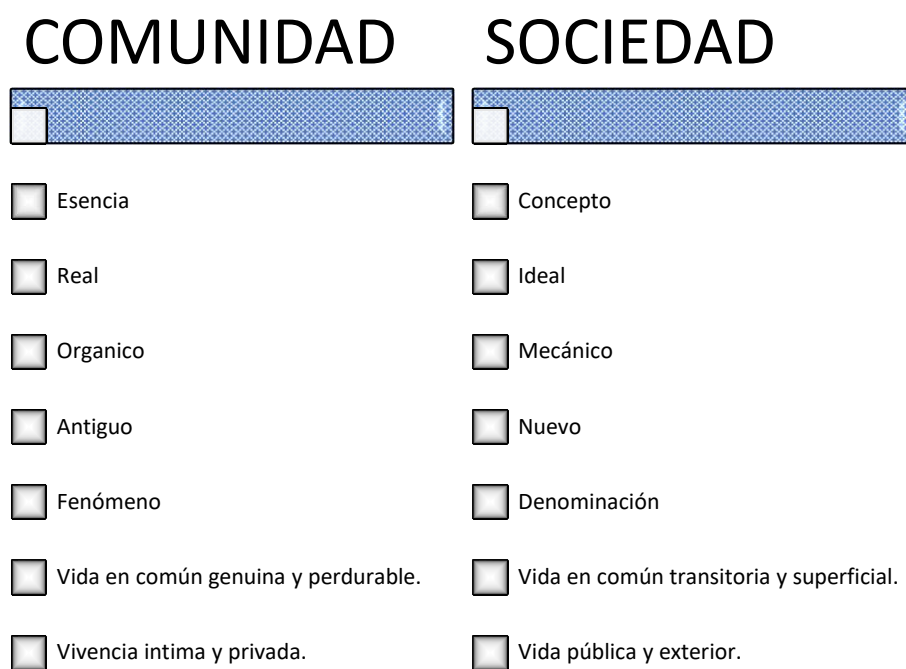 COMUNIDAD
Esencia
Real
Organico
Antiguo
Fenómeno
Vida en común genuina y perdurable.
Vivencia intima y privada.
SOCIEDAD
Concepto
Ideal
Mecánico
Nuevo
Denominación
Vida en común transitoria y superficial.
Vida pública y exterior.